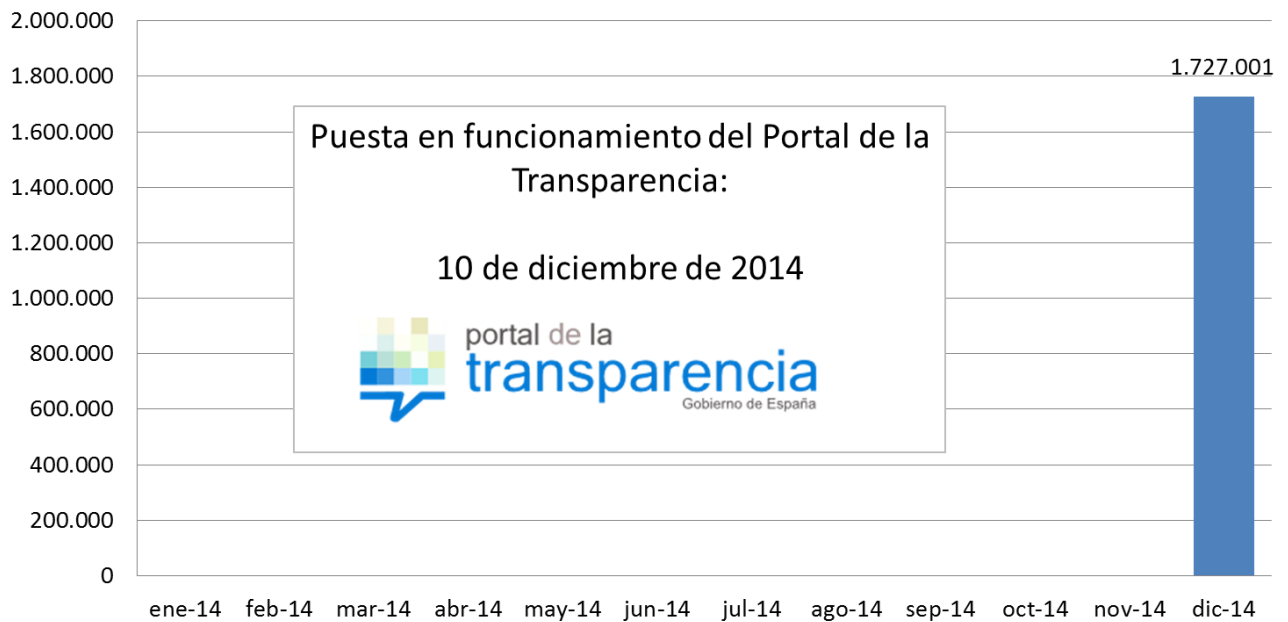 2.000.000
1.800.000
1.727.001
1.600.000
1.400.000
1.200.000
1.000.000
800.000
600.000
400.000
200.000
0
Puesta en funcionamiento del Portal de la
Transparencia:
10 de diciembre de 2014
portal de la
transparencia
Gobierno de España
ene-14 feb-14 mar-14 abr-14 may-14 jun-14 jul-14 ago-14 sep-14 oct-14 nov-14 dic-14